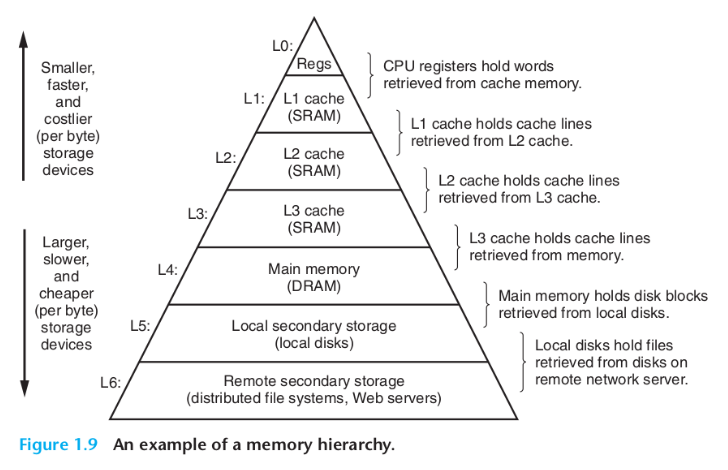 L0:
Regs
CPU registers hold words
retrieved from cache memory.
Smaller,
faster,
and
costlier
(per byte)
storage
devices
L1:
L1 cache
(SRAM)
L1 cache holds cache lines
retrieved from L2 cache.
L2:
L2 cache
(SRAM)
L2 cache holds cache lines
retrieved from L3 cache.
L3:
L3 cache
(SRAM)
L3 cache holds cache lines
retrieved from memory.
Larger,
slower,
and
cheaper
(per byte)
storage
devices
L4:
Main memory
(DRAM)
Main memory holds disk blocks
retrieved from local disks.
L5:
Local secondary storage
(local disks)
Local disks hold files
retrieved from disks on
remote network server.
L6:
Remote secondary storage
(distributed file systems, Web servers)
Figure 1.9 An example of a memory hierarchy.